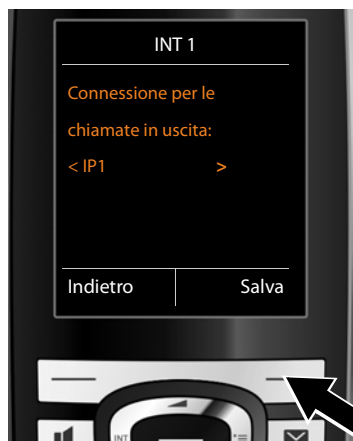 INT 1
Connessione per le
chiamate in uscita:
< IP1 >
Indietro Salva
INT